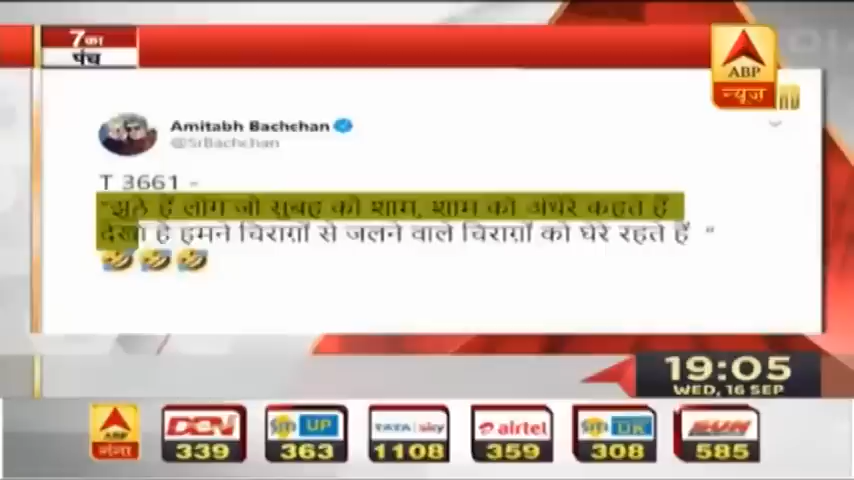 7का
पंच
ABP
न्यूज़
HD
Amitabh Bachchan
@SrBachchan
T 3661 -
"झूठे हैं लोग जो सुबह को शाम, शाम को अंधेरे कहते हैं
देखा है हमने चिराग़ों से जलने वाले चिराग़ों को घेरे रहते हैं "
19:05
WED, 16 SEP
ABP
गंगा
DEN
339
UP
363
TATA sky
1108
airtel
359
UK
308
SUN
585